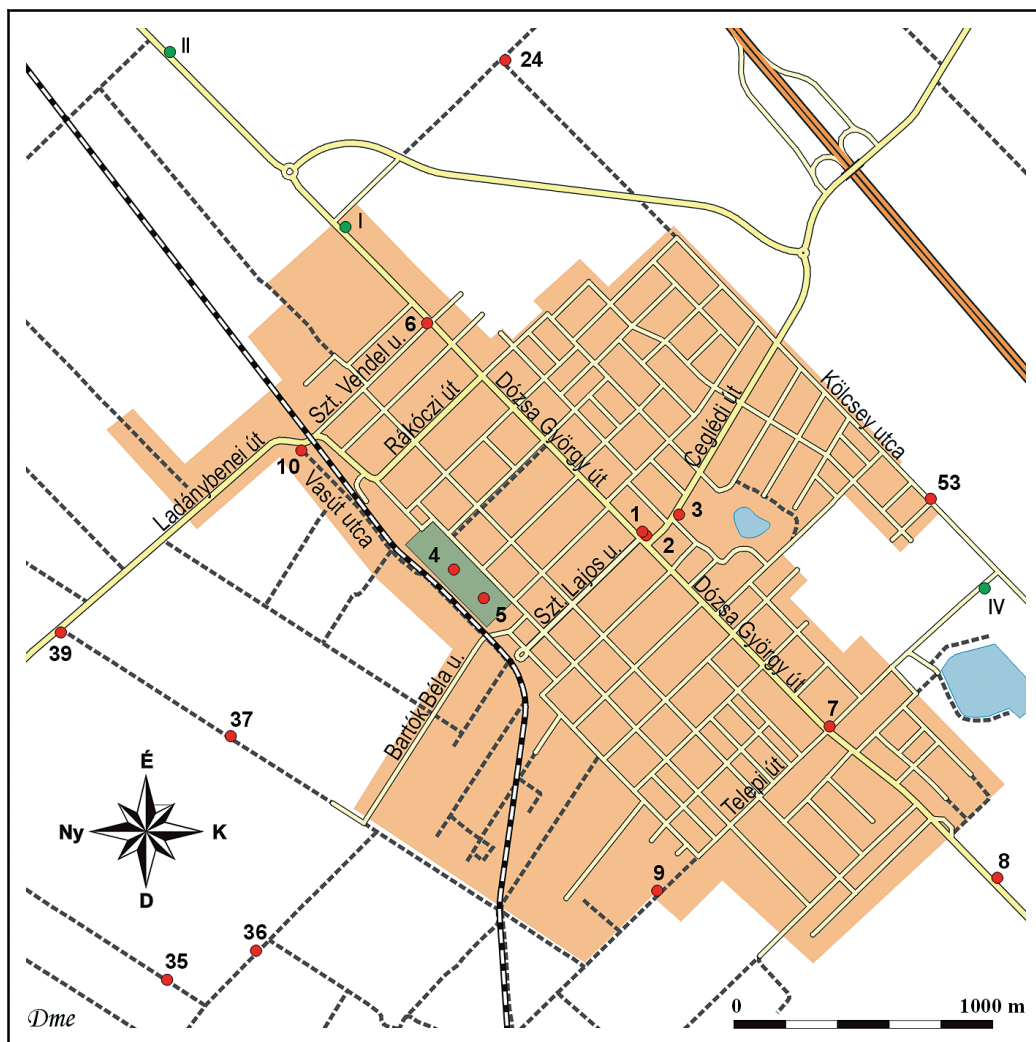 II
24
I
6
Szt. Vendel u.
Rákóczi út
Dózsa György út
Ceglédi út
Kölcsey utca
Ladánybenei út
10
Vasút utca
53
1
3
2
4
Szt. Lajos u.
5
IV
Dózsa György út
39
37
Bartók Béla u.
7
Telepi út
É
Ny
K
D
8
9
36
35
Dme
0
1000 m